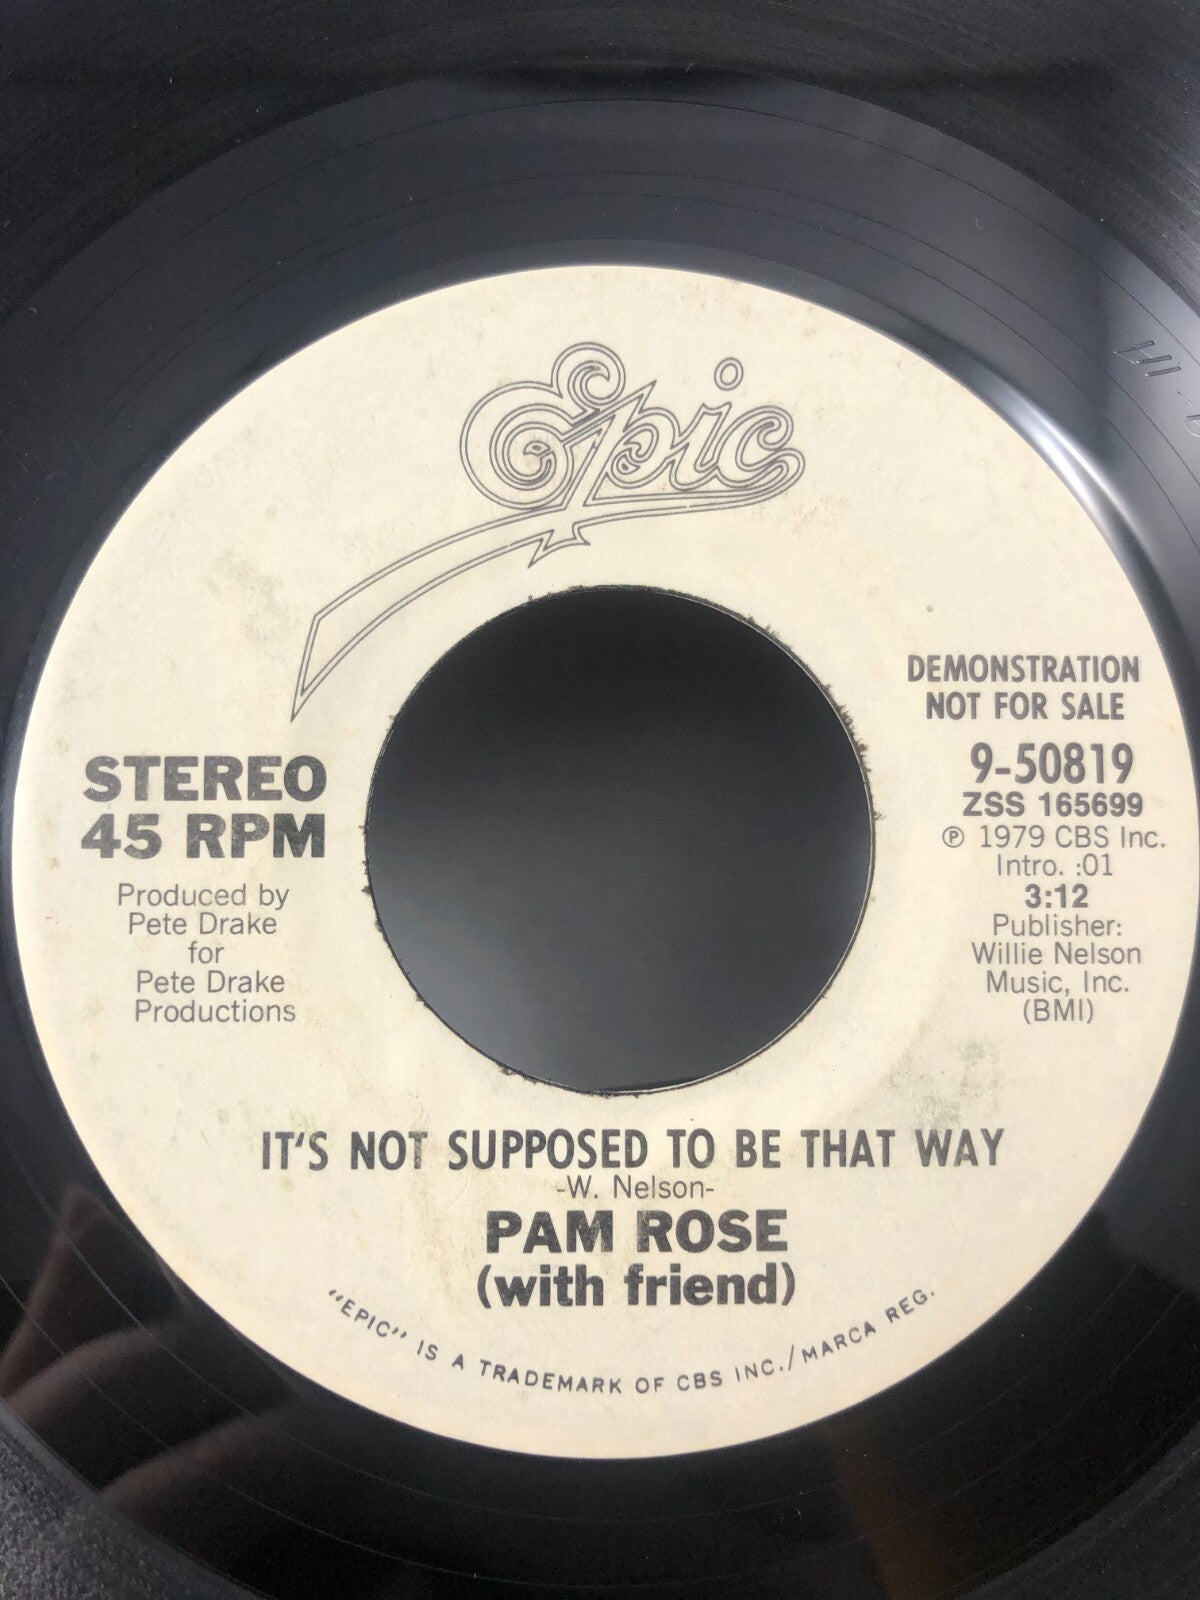 Epic
DEMONSTRATION
NOT FOR SALE
9-50819
ZSS 165699
℗ 1979 CBS Inc.
Intro. :01
3:12
Publisher:
Willie Nelson
Music, Inc.
(BMI)
STEREO
45 RPM
Produced by
Pete Drake
for
Pete Drake
Productions
IT'S NOT SUPPOSED TO BE THAT WAY
-W. Nelson-
PAM ROSE
(with friend)
"EPIC" IS A TRADEMARK OF CBS INC./MARCA REG.